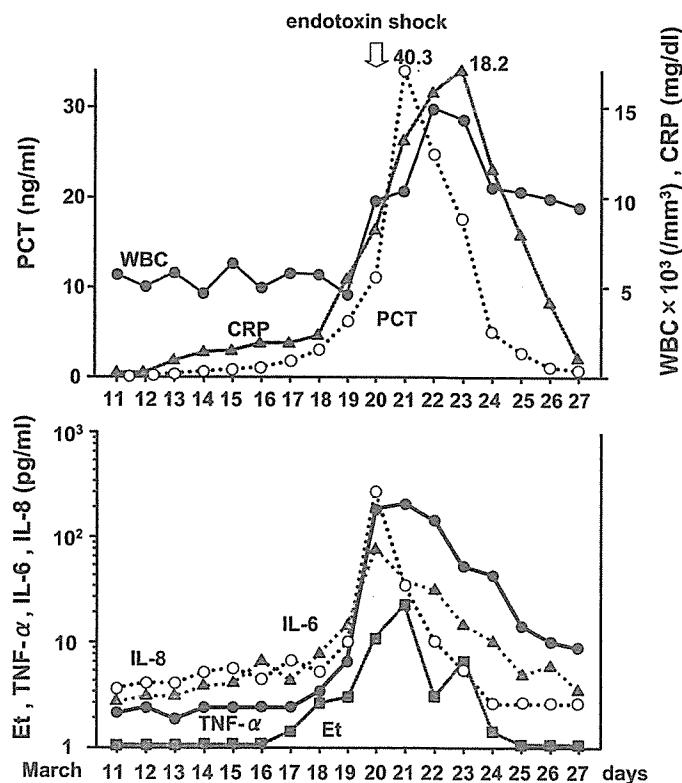 endotoxin shock
40.3
18.2
PCT (ng/ml)
30
20
10
0
WBC × 10³ (/mm³) , CRP (mg/dl)
15
10
5
WBC
CRP
PCT
11 12 13 14 15 16 17 18 19 20 21 22 23 24 25 26 27
Et , TNF-α , IL-6 , IL-8 (pg/ml)
10³
10²
10
1
IL-8
IL-6
TNF-α
Et
March 11 12 13 14 15 16 17 18 19 20 21 22 23 24 25 26 27 days